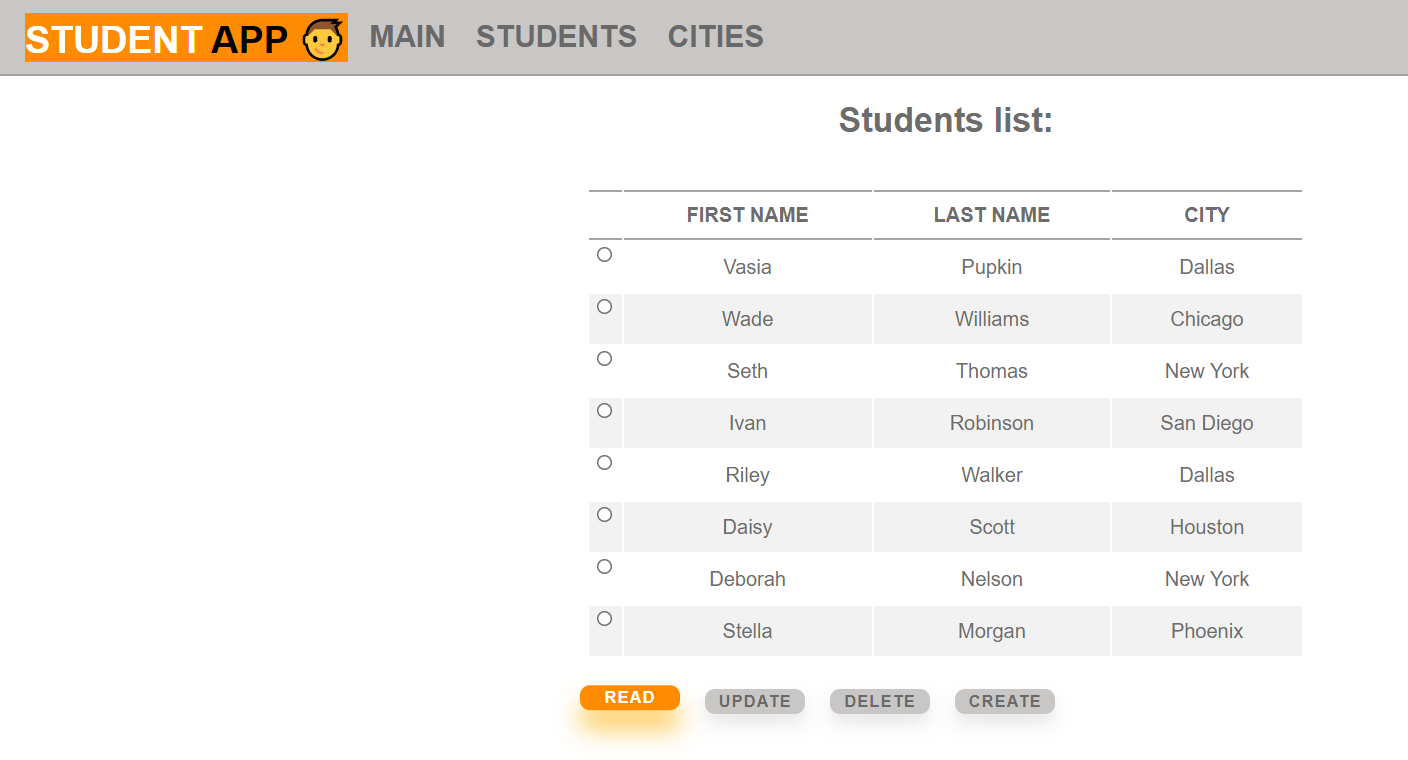 STUDENT APP MAIN STUDENTS CITIES
Students list:
FIRST NAME LAST NAME CITY
Vasia Pupkin Dallas
Wade Williams Chicago
Seth Thomas New York
Ivan Robinson San Diego
Riley Walker Dallas
Daisy Scott Houston
Deborah Nelson New York
Stella Morgan Phoenix
READ UPDATE DELETE CREATE